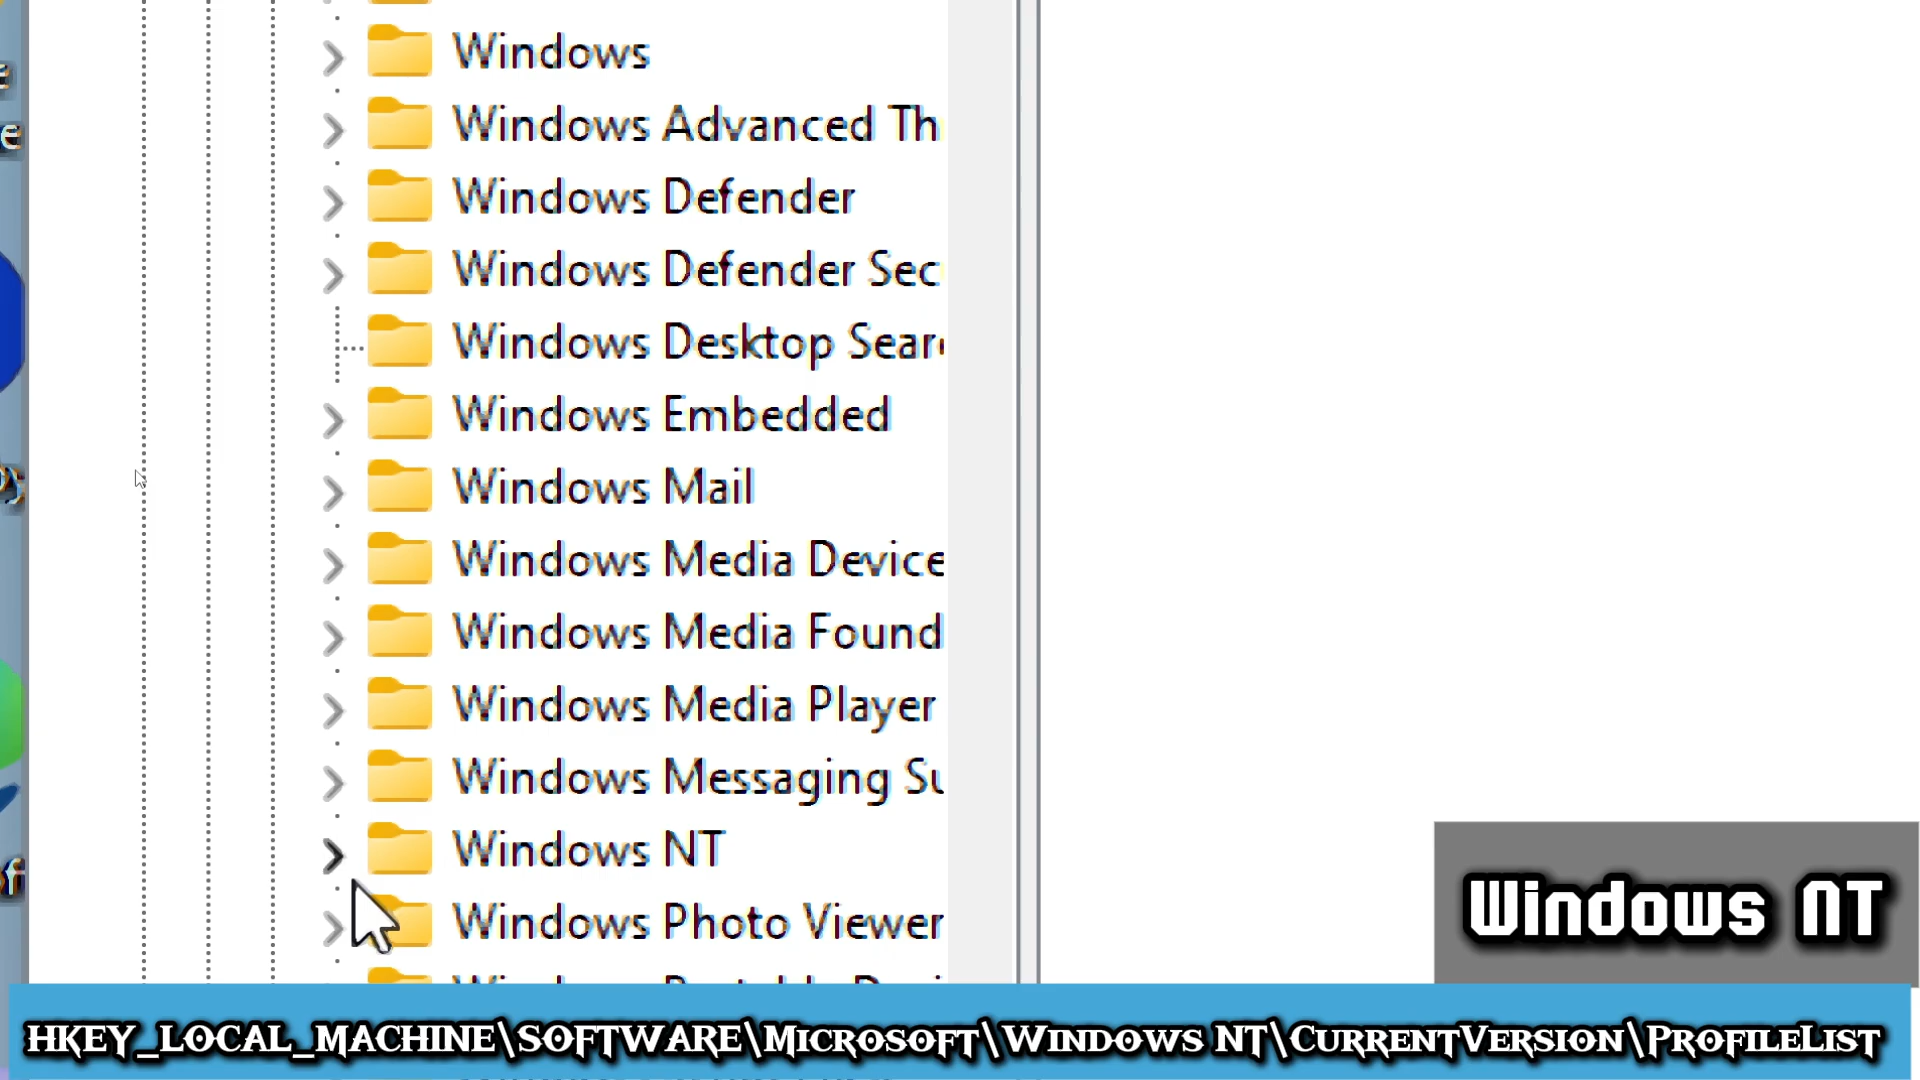 Windows
Windows Advanced Th
Windows Defender
Windows Defender Sec
Windows Desktop Sear
Windows Embedded
Windows Mail
Windows Media Device
Windows Media Found
Windows Media Player
Windows Messaging Su
Windows NT
Windows Photo Viewer
Windows NT
HKEY_LOCAL_MACHINE\SOFTWARE\Microsoft\Windows NT\CurrentVersion\ProfileList